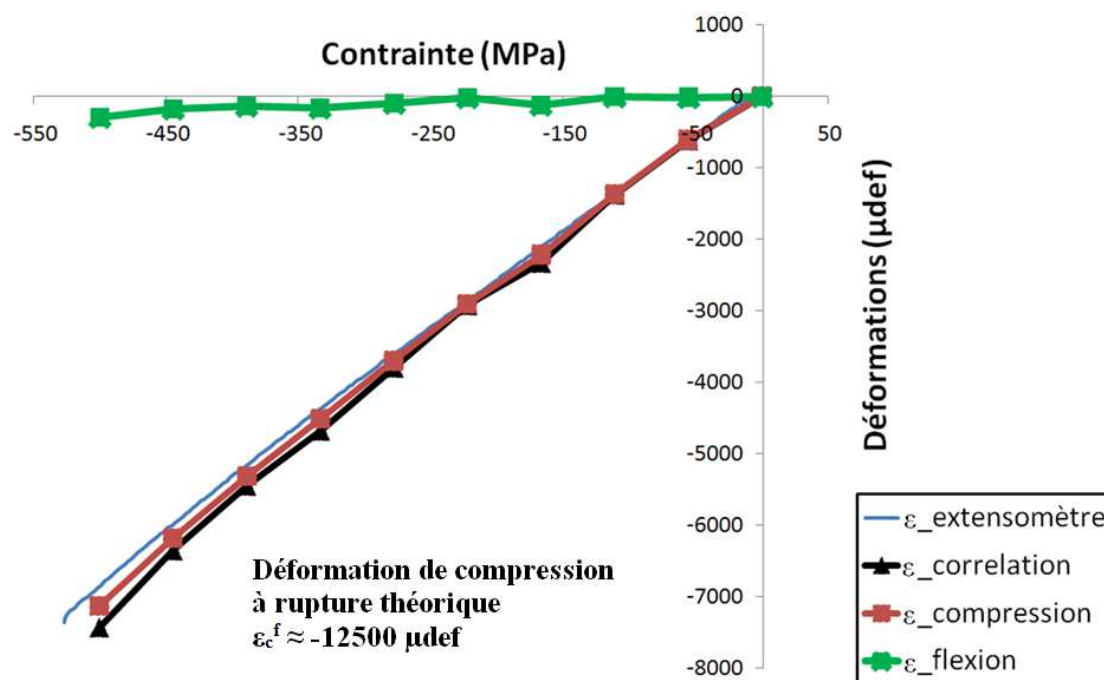 1000
Contrainte (MPa)
0
-550
-450
-350
-250
-150
-50
50
-1000
-2000
-3000
-4000
-5000
-6000
-7000
-8000
Déformations (µdef)
Déformation de compression
à rupture théorique
εcᶠ ≈ -12500 µdef
ε_extensomètre
ε_correlation
ε_compression
ε_flexion